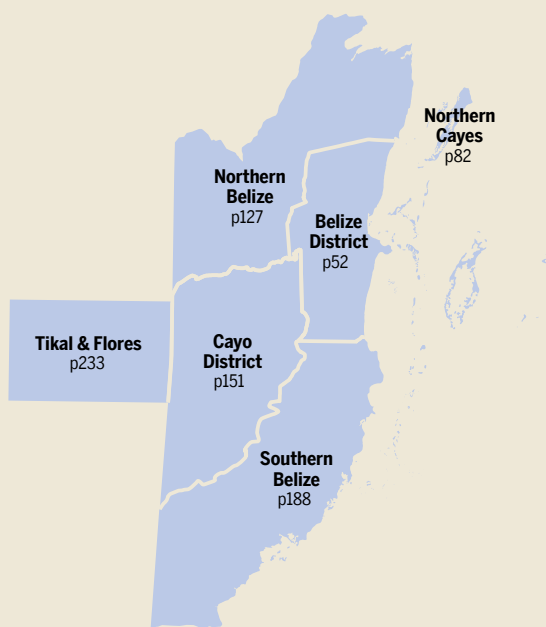 Northern
Cayes
p82
Northern
Belize
p127
Belize
District
p52
Tikal & Flores
p233
Cayo
District
p151
Southern
Belize
p188